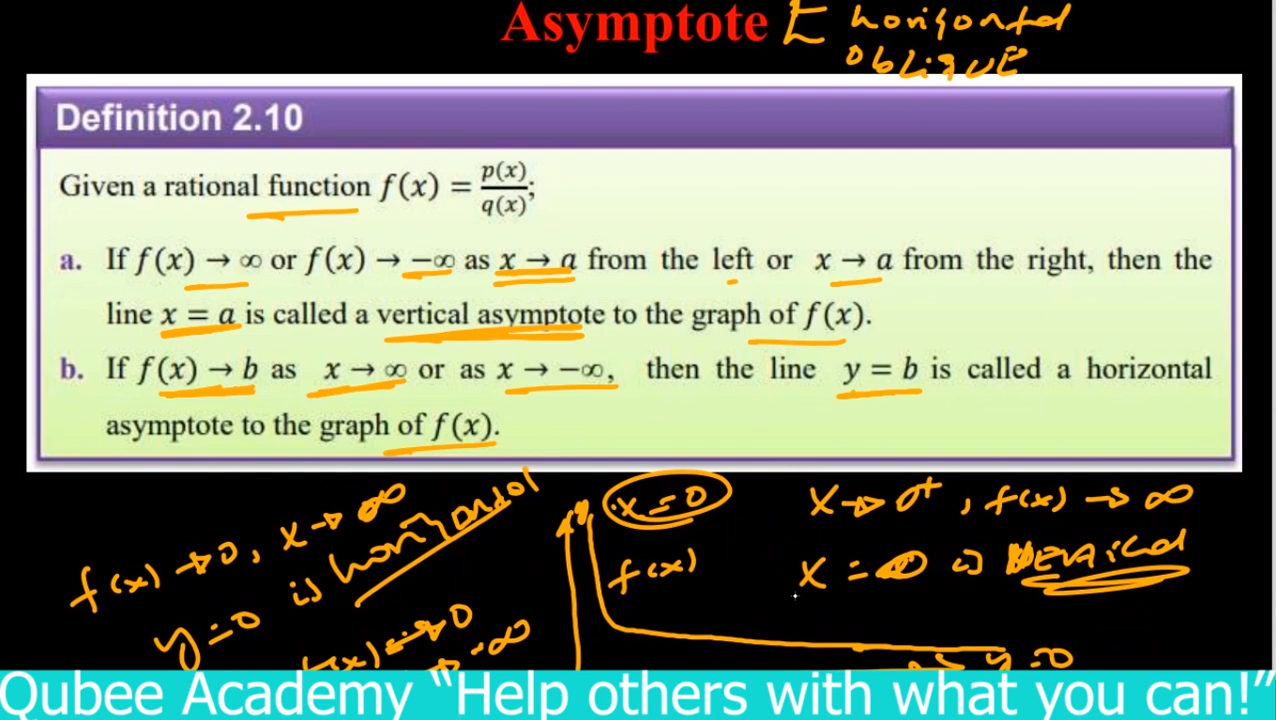 Asymptote horizontal
oblique
Definition 2.10
Given a rational function f(x) = p(x)/q(x);
a. If f(x) → ∞ or f(x) → −∞ as x → a from the left or x → a from the right, then the
line x = a is called a vertical asymptote to the graph of f(x).
b. If f(x) → b as x → ∞ or as x → −∞, then the line y = b is called a horizontal
asymptote to the graph of f(x).
f(x) → 0, x → ∞
y = 0 is horizontal
f(x) → 0
-∞
x = 0
f(x)
x → 0⁺, f(x) → ∞
x = 0 is vertical
y = 0
Qubee Academy “Help others with what you can!”